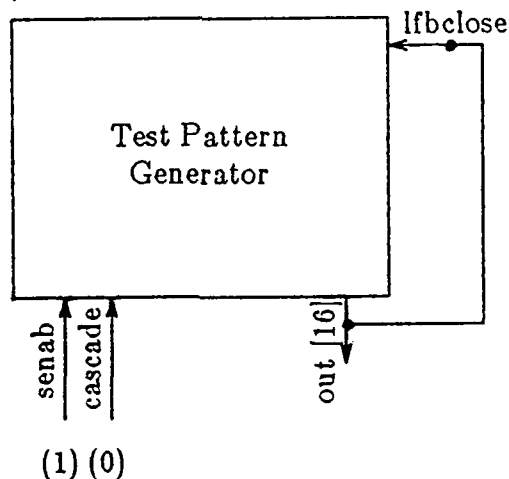 lfbclose
Test Pattern
Generator
senab
cascade
out [16]
(1) (0)